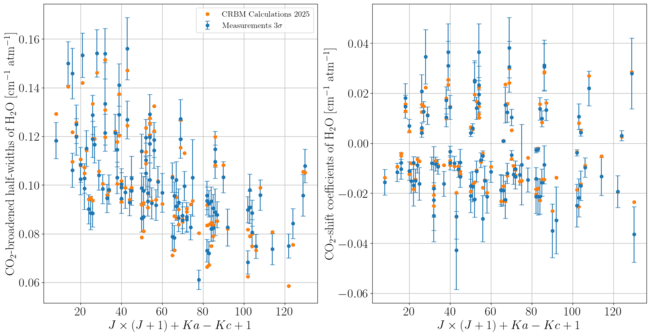 CRBM Calculations 2025
Measurements 3σ
CO₂-broadened half-widths of H₂O [cm⁻¹ atm⁻¹]
0.16
0.14
0.12
0.10
0.08
0.06
20 40 60 80 100 120
J × (J + 1) + Ka − Kc + 1
CO₂-shift coefficients of H₂O [cm⁻¹ atm⁻¹]
0.04
0.02
0.00
−0.02
−0.04
−0.06
20 40 60 80 100 120
J × (J + 1) + Ka − Kc + 1